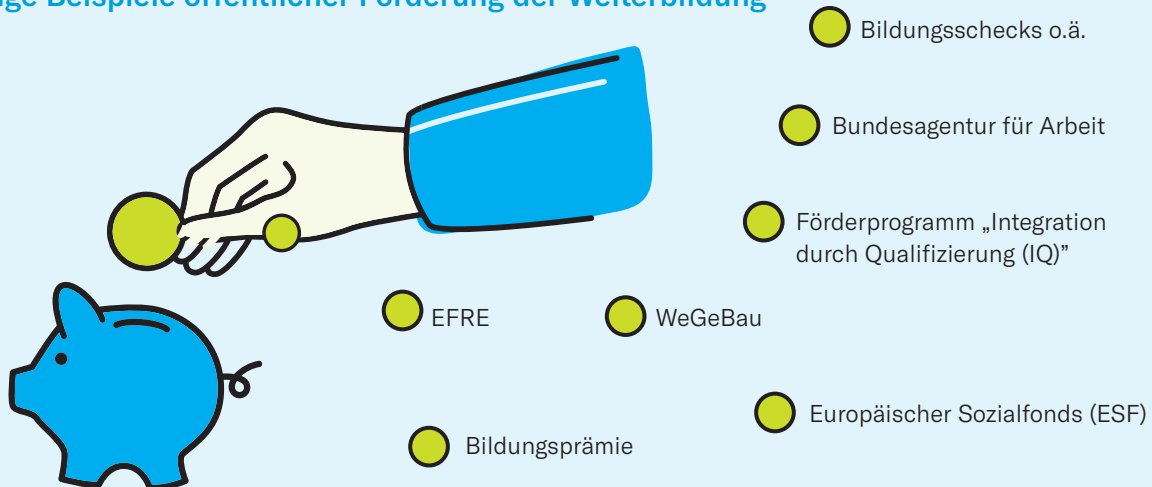 ige Beispiele öffentlicher Förderung der Weiterbildung
Bildungsschecks o.ä.
Bundesagentur für Arbeit
Förderprogramm „Integration
durch Qualifizierung (IQ)”
EFRE
WeGeBau
Europäischer Sozialfonds (ESF)
Bildungsprämie